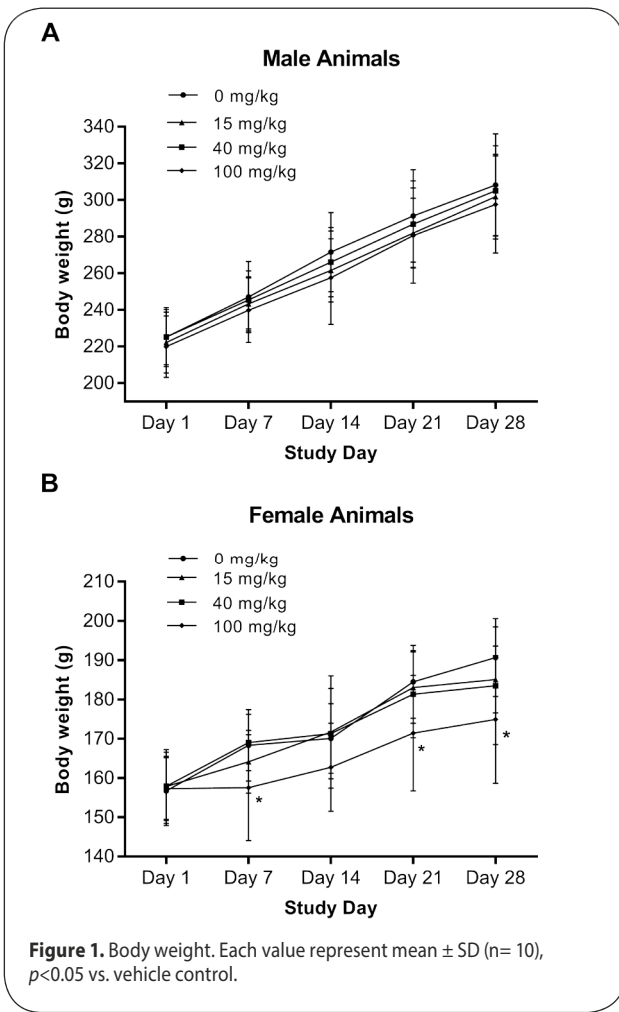 A
Male Animals
0 mg/kg
15 mg/kg
40 mg/kg
100 mg/kg
340
320
300
280
260
240
220
200
Body weight (g)
Day 1 Day 7 Day 14 Day 21 Day 28
Study Day
B
Female Animals
0 mg/kg
15 mg/kg
40 mg/kg
100 mg/kg
210
200
190
180
170
160
150
140
Body weight (g)
*
*
*
Day 1 Day 7 Day 14 Day 21 Day 28
Study Day
Figure 1. Body weight. Each value represent mean ± SD (n= 10),
p<0.05 vs. vehicle control.